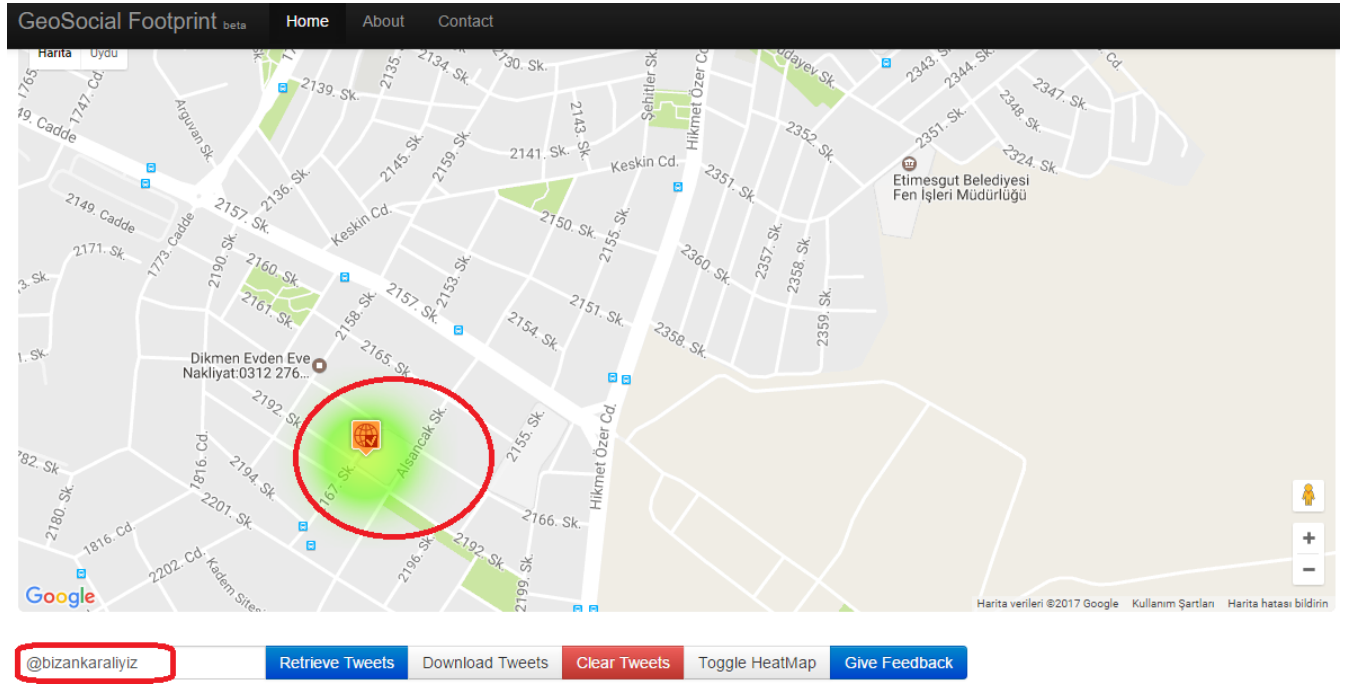 GeoSocial Footprint beta Home About Contact
Harita Uydu
2134. Sk.
2135.
2139. Sk.
1747. Cd.
Arguvan Sk.
2143. Sk.
Şehitler Sk.
Hikmet Özer Cd.
2343.
2344. Sk.
2347. Sk.
2348. Sk.
2351. Sk.
2352. Sk.
2324. Sk.
2145. Sk.
2159. Sk.
2141. Sk.
Keskin Cd.
2351. Sk.
Etimesgut Belediyesi
Fen İşleri Müdürlüğü
2136. Sk.
2149. Cadde
2157. Sk.
Keskin Cd.
2150. Sk.
2155. Sk.
2171. Sk.
1773. Cadde
2190. Sk.
2160. Sk.
2153. Sk.
2360. Sk.
2357. Sk.
2358. Sk.
2161. Sk.
2158. Sk.
2157. Sk.
2151. Sk.
2154. Sk.
2358. Sk.
2359. Sk.
Dikmen Evden Eve
Nakliyat:0312 276...
2165. Sk.
2192. Sk.
Alsancak Sk.
2155. Sk.
Hikmet Özer Cd.
1816. Cd.
2194. Sk.
2167. Sk.
2180. Sk.
2201. Sk.
2166. Sk.
1816. Cd.
2202. Cd.
2196. Sk.
2192. Sk.
2199. Sk.
Kadem Sitesi
Google
Harita verileri ©2017 Google Kullanım Şartları Harita hatası bildirin
@bizankaraliyiz Retrieve Tweets Download Tweets Clear Tweets Toggle HeatMap Give Feedback